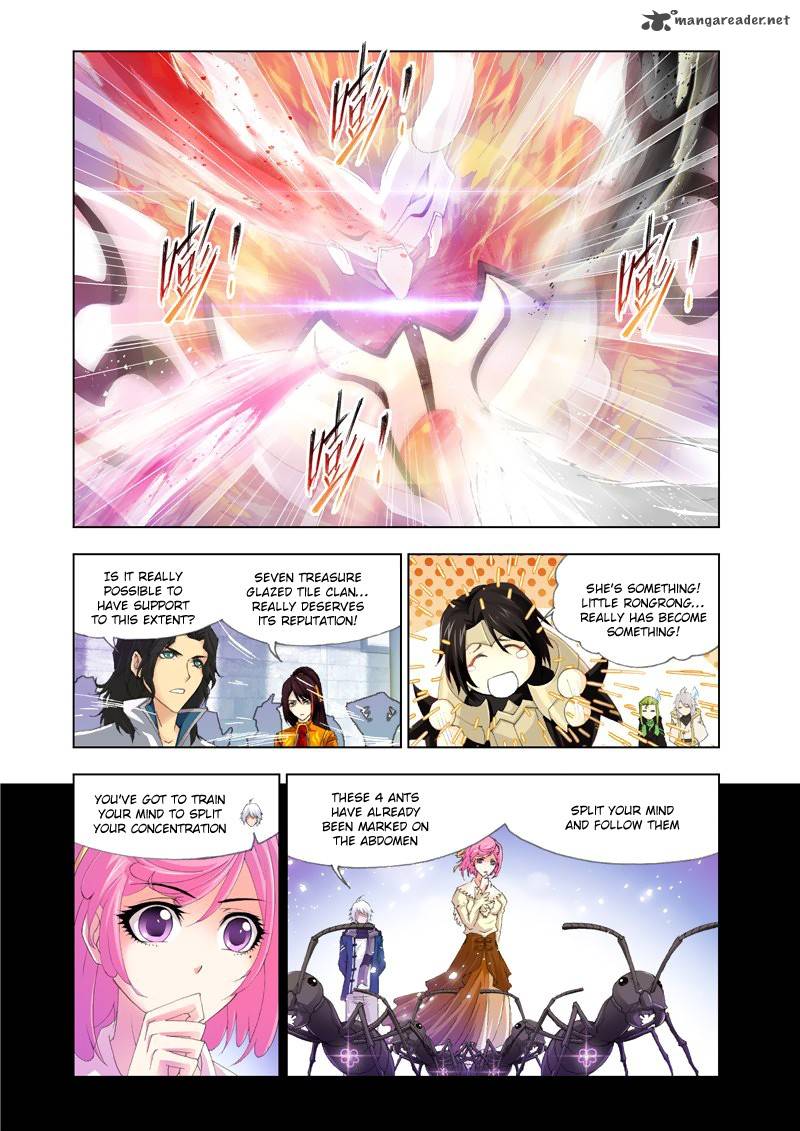 mangareader.net
嘭!
嘭!
嘭!
嘭!
IS IT REALLY
POSSIBLE TO
HAVE SUPPORT
TO THIS EXTENT?
SEVEN TREASURE
GLAZED TILE CLAN...
REALLY DESERVES
ITS REPUTATION!
SHE'S SOMETHING!
LITTLE RONGRONG...
REALLY HAS BECOME
SOMETHING!
YOU'VE GOT TO TRAIN
YOUR MIND TO SPLIT
YOUR CONCENTRATION
THESE 4 ANTS
HAVE ALREADY
BEEN MARKED ON
THE ABDOMEN
SPLIT YOUR MIND
AND FOLLOW THEM